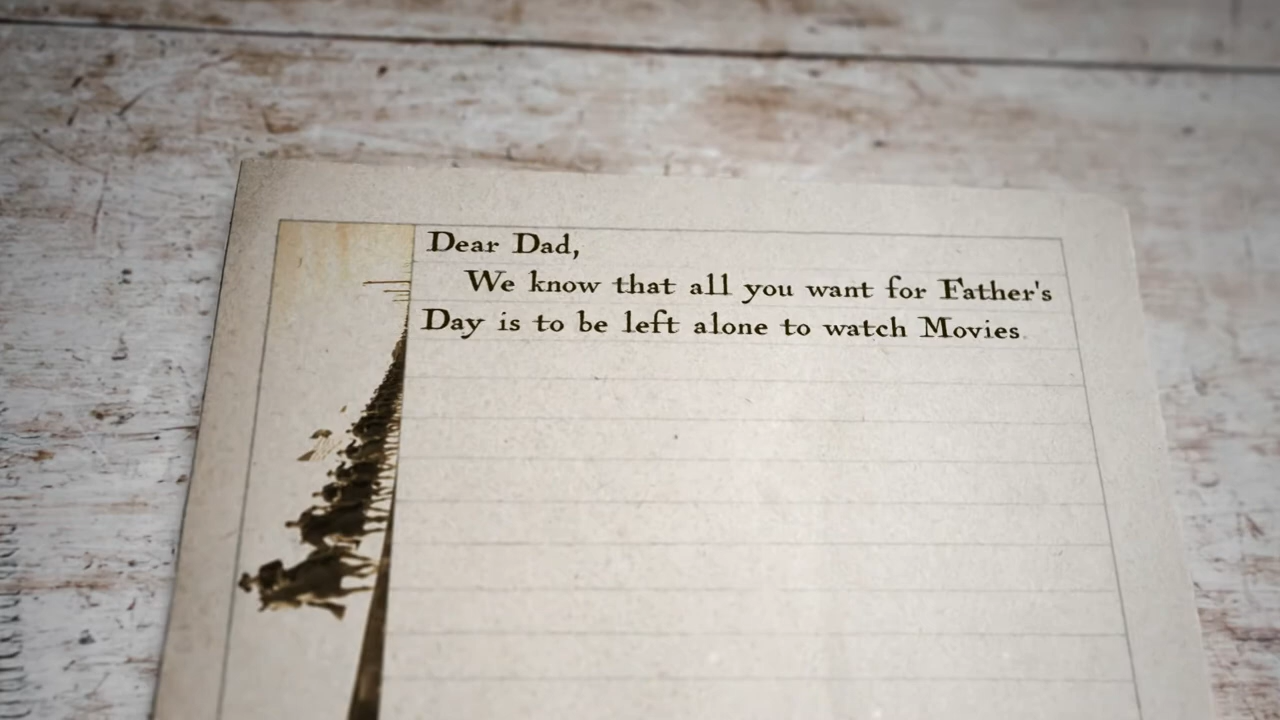 Dear Dad,
We know that all you want for Father's
Day is to be left alone to watch Movies.